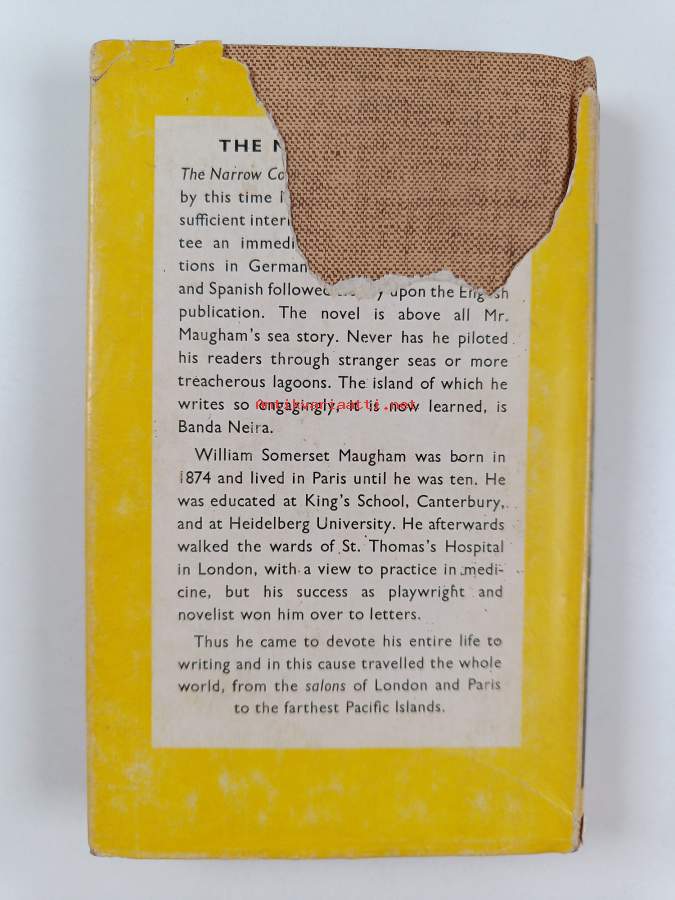 THE N
The Narrow Co
by this time
sufficient inter
tee an immedi
tions in German
and Spanish followed upon the English
publication. The novel is above all Mr.
Maugham's sea story. Never has he piloted
his readers through stranger seas or more
treacherous lagoons. The island of which he
writes so engagingly, it is now learned, is
Antikvariaatti.net
Banda Neira.
William Somerset Maugham was born in
1874 and lived in Paris until he was ten. He
was educated at King's School, Canterbury,
and at Heidelberg University. He afterwards
walked the wards of St. Thomas's Hospital
in London, with a view to practice in medi-
cine, but his success as playwright and
novelist won him over to letters.
Thus he came to devote his entire life to
writing and in this cause travelled the whole
world, from the salons of London and Paris
to the farthest Pacific Islands.